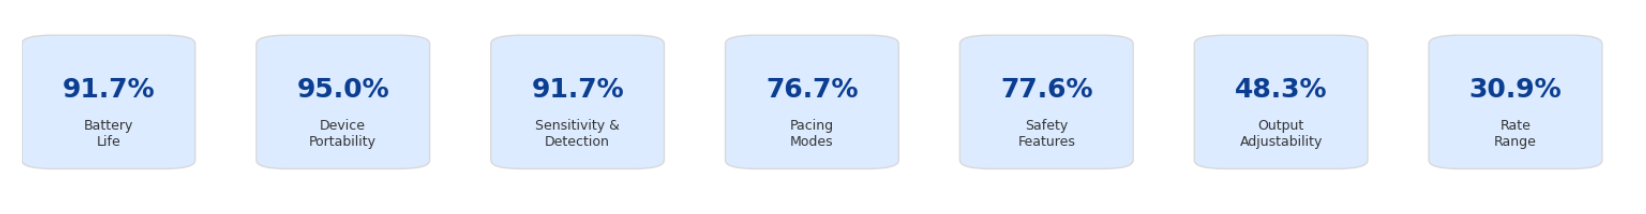 91.7%
Battery
Life
95.0%
Device
Portability
91.7%
Sensitivity &
Detection
76.7%
Pacing
Modes
77.6%
Safety
Features
48.3%
Output
Adjustability
30.9%
Rate
Range